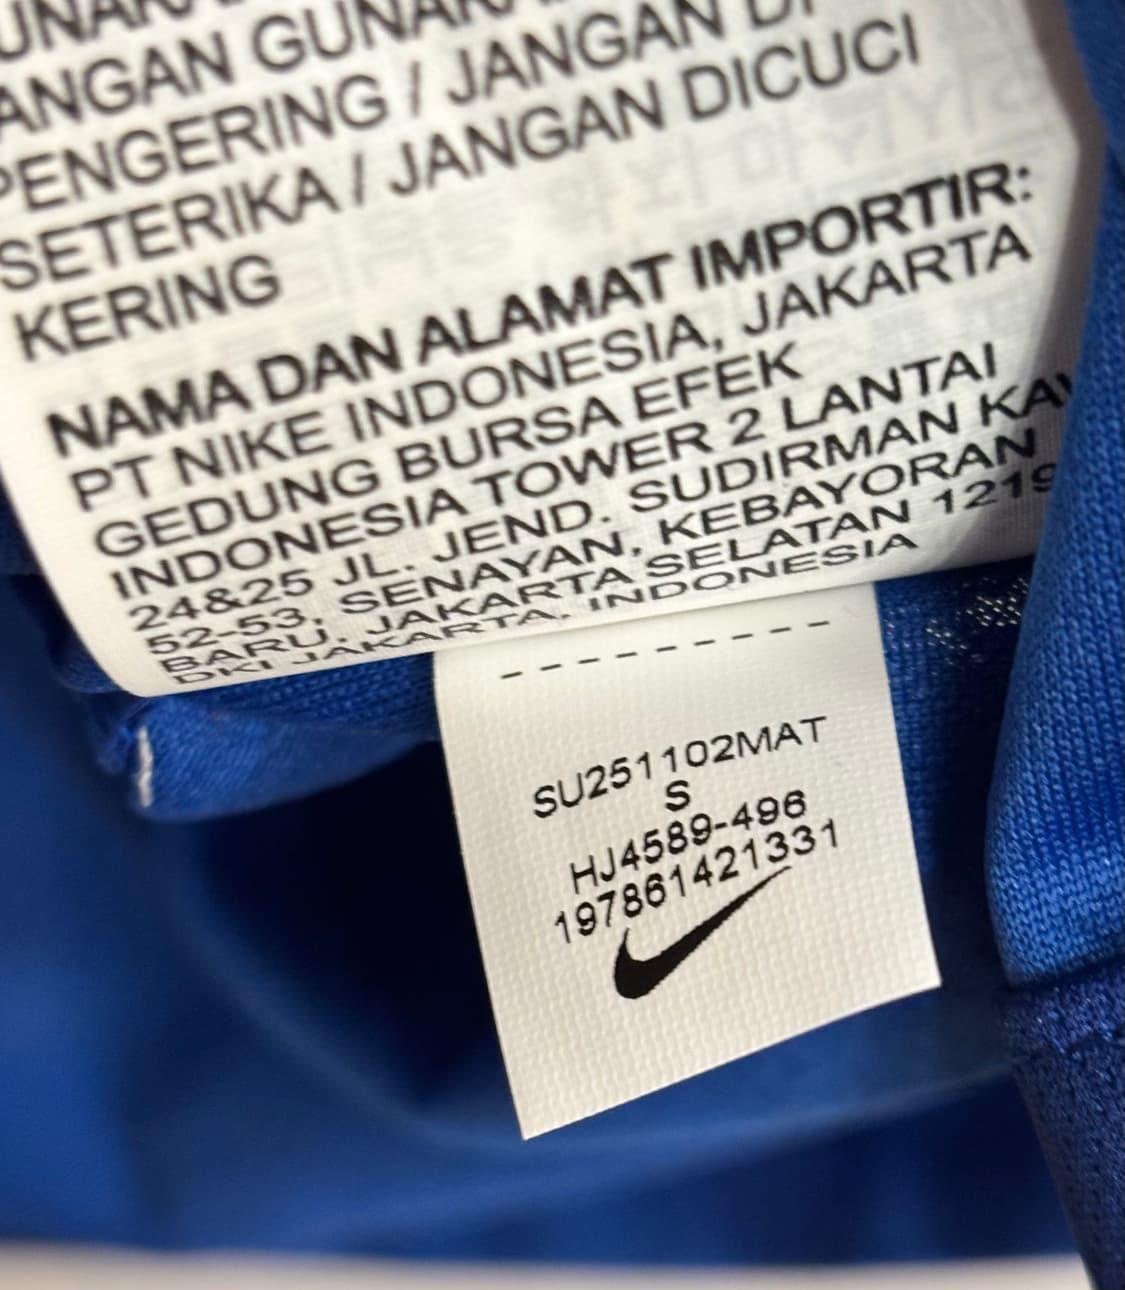 ANGAN GUNAK
PENGERING / JANGAN DI
SETERIKA / JANGAN DICUCI
KERING
NAMA DAN ALAMAT IMPORTIR:
PT NIKE INDONESIA, JAKARTA
GEDUNG BURSA EFEK
INDONESIA TOWER 2 LANTAI
24&25 JL. JEND. SUDIRMAN KAV
52-53, SENAYAN, KEBAYORAN
BARU, JAKARTA SELATAN 1219
DKI JAKARTA, INDONESIA
SU251102MAT
S
HJ4589-496
197861421331